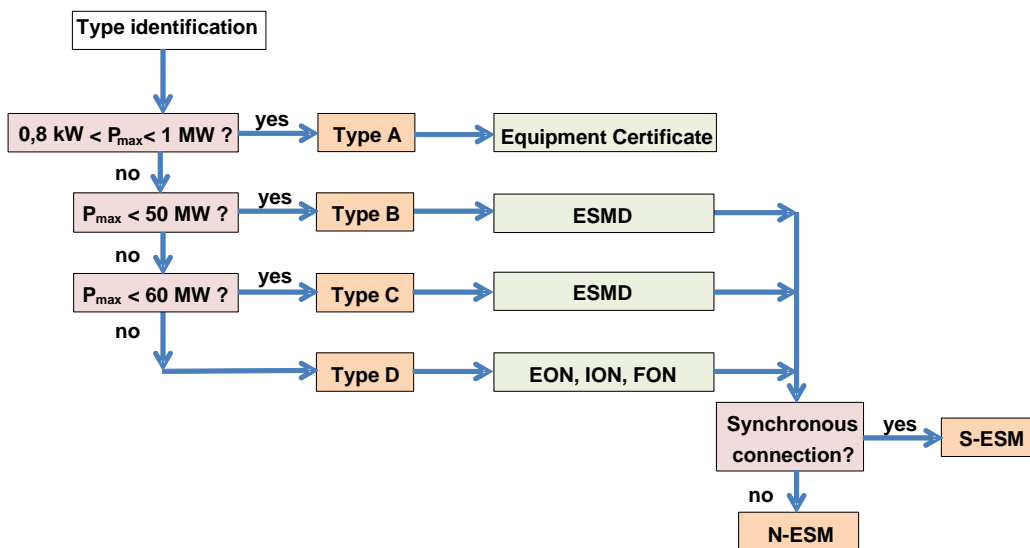 Type identification
0,8 kW < Pmax< 1 MW ?
yes
Type A
Equipment Certificate
no
Pmax < 50 MW ?
yes
Type B
ESMD
no
Pmax < 60 MW ?
yes
Type C
ESMD
no
Type D
EON, ION, FON
Synchronous
connection?
yes
S-ESM
no
N-ESM